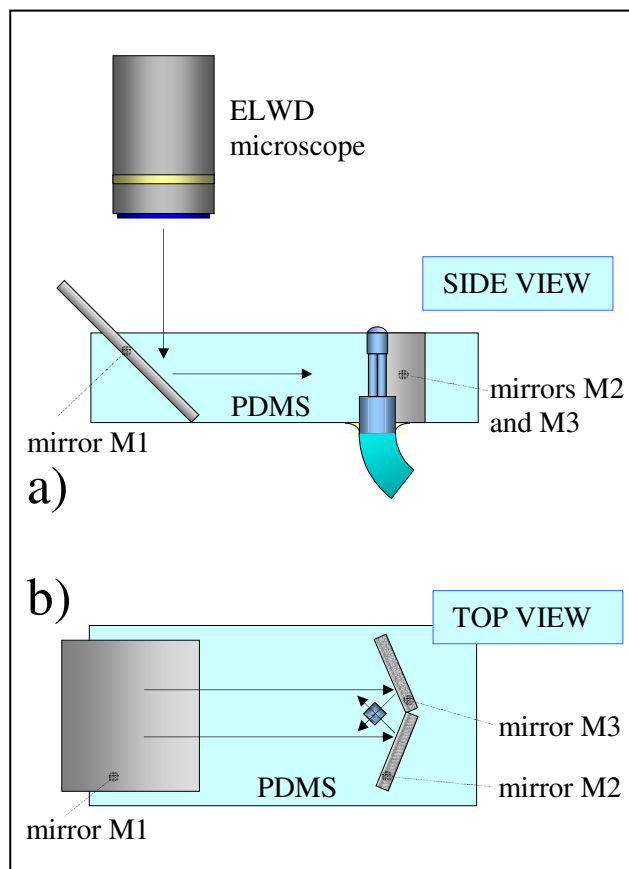 ELWD
microscope
SIDE VIEW
mirrors M2
and M3
PDMS
mirror M1
a)
b)
TOP VIEW
mirror M3
mirror M2
PDMS
mirror M1